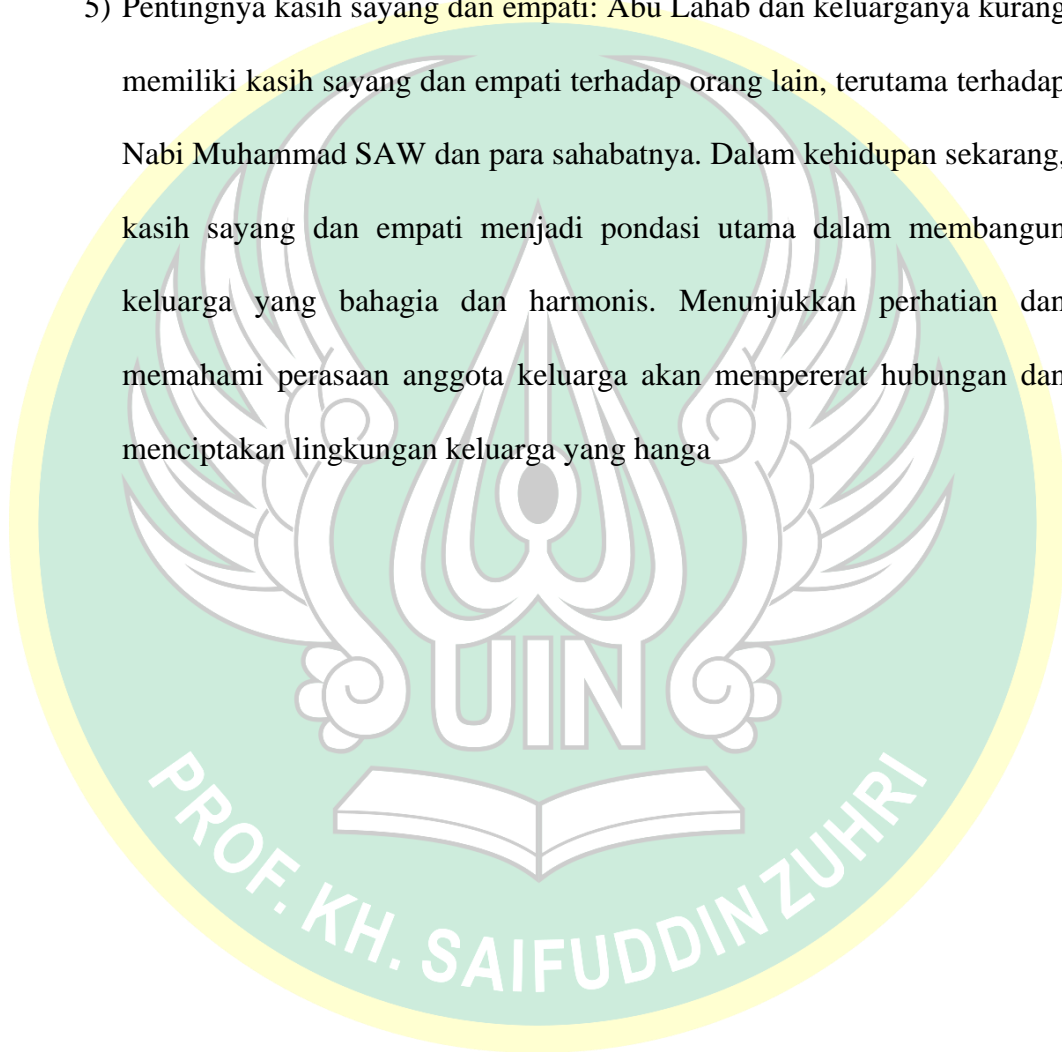 5) Pentingnya kasih sayang dan empati: Abu Lahab dan keluarganya kurang
memiliki kasih sayang dan empati terhadap orang lain, terutama terhadap
Nabi Muhammad SAW dan para sahabatnya. Dalam kehidupan sekarang,
kasih sayang dan empati menjadi pondasi utama dalam membangun
keluarga yang bahagia dan harmonis. Menunjukkan perhatian dan
memahami perasaan anggota keluarga akan mempererat hubungan dan
menciptakan lingkungan keluarga yang hanga
UIN
PROF. KH. SAIFUDDIN ZUHRI